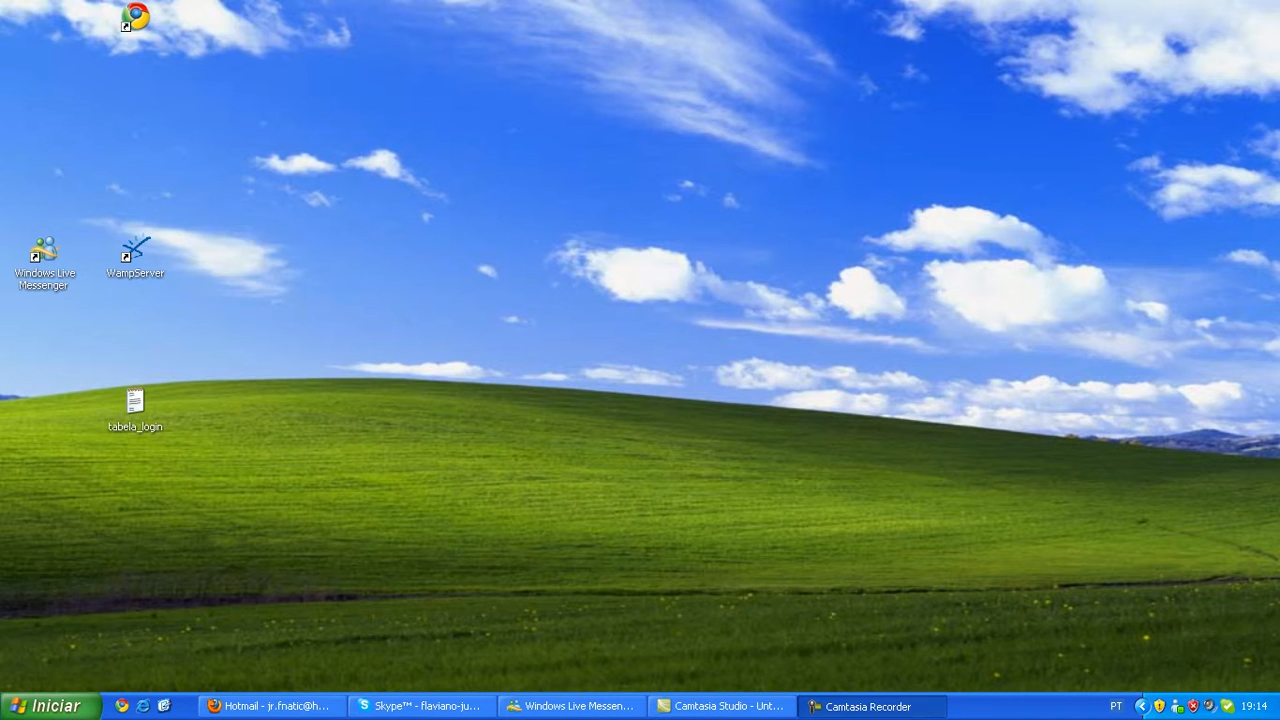 Windows Live
Messenger
WampServer
tabela_login
Iniciar
Hotmail - jr.fnatic@h...
Skype™ - flaviano-ju...
Windows Live Messen...
Camtasia Studio - Unt...
Camtasia Recorder
PT
19:14